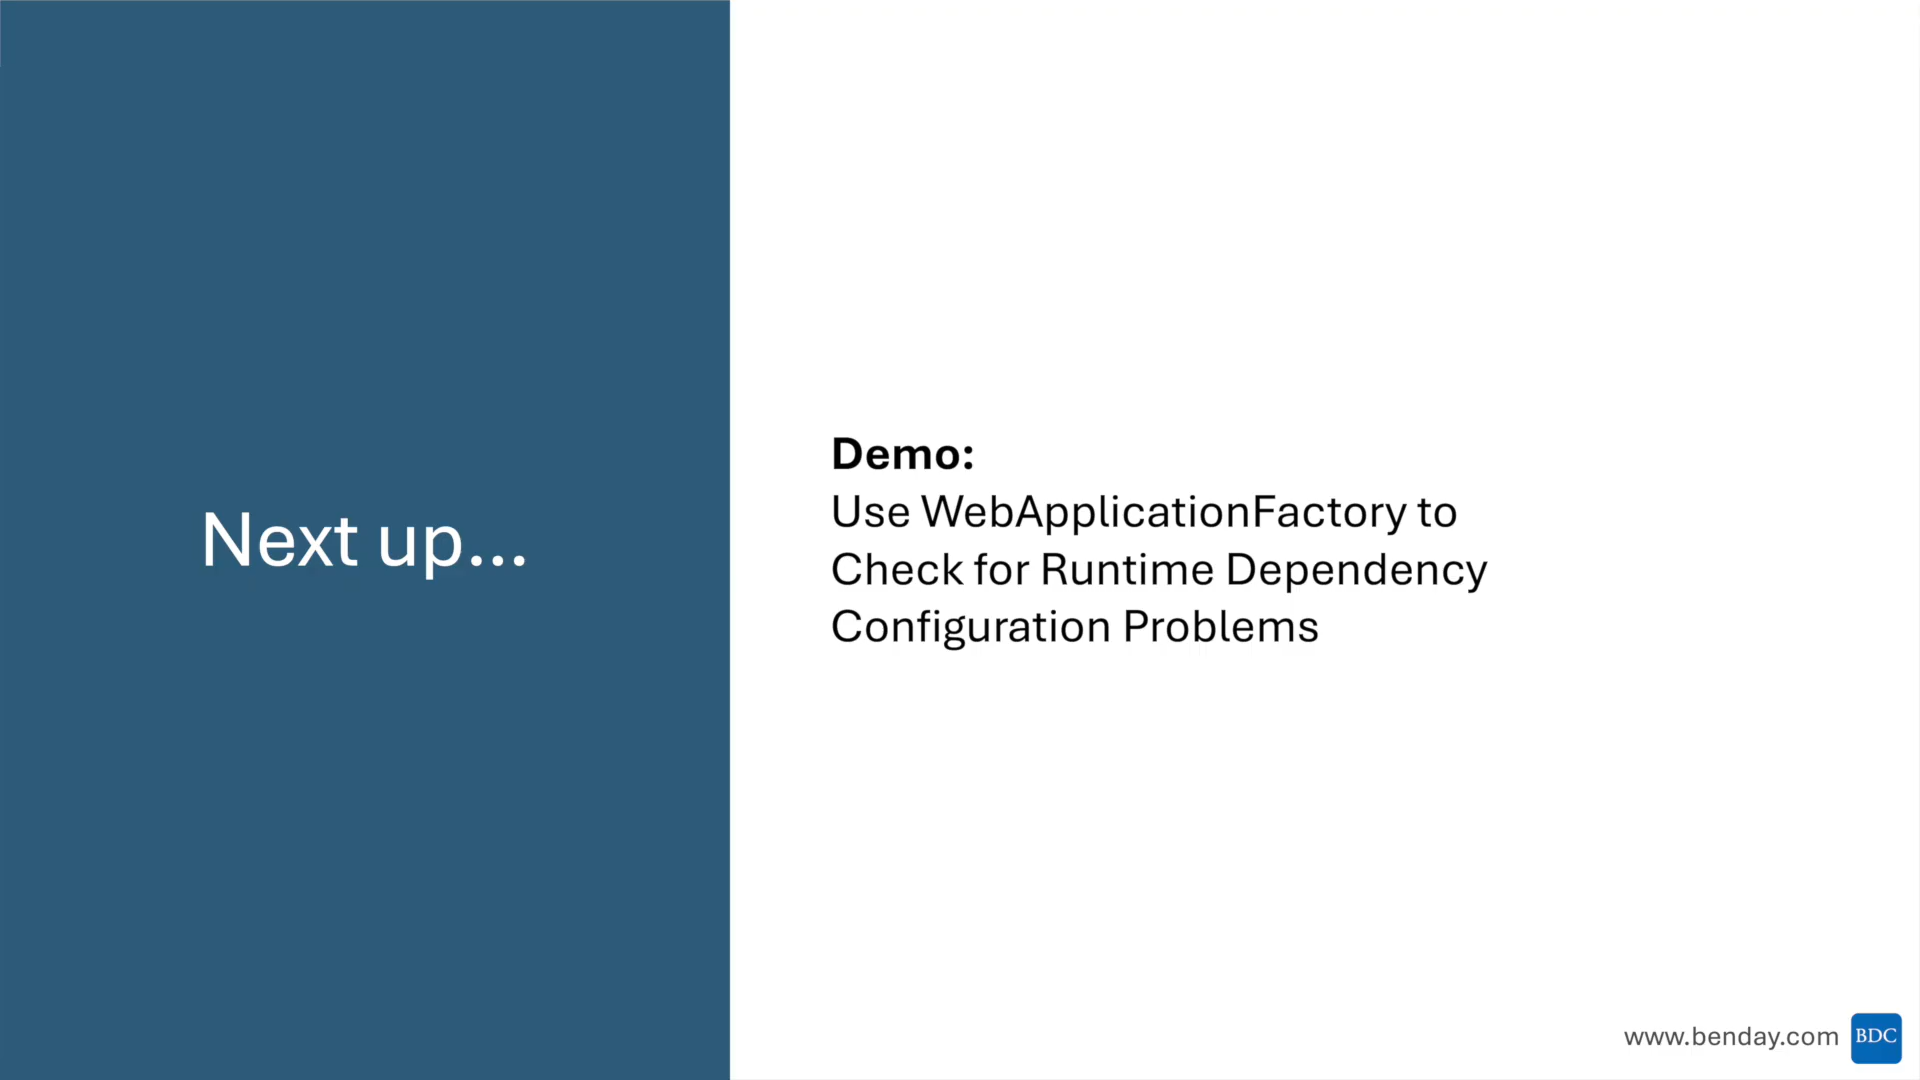 Next up...
Demo:
Use WebApplicationFactory to
Check for Runtime Dependency
Configuration Problems
www.benday.com
BDC